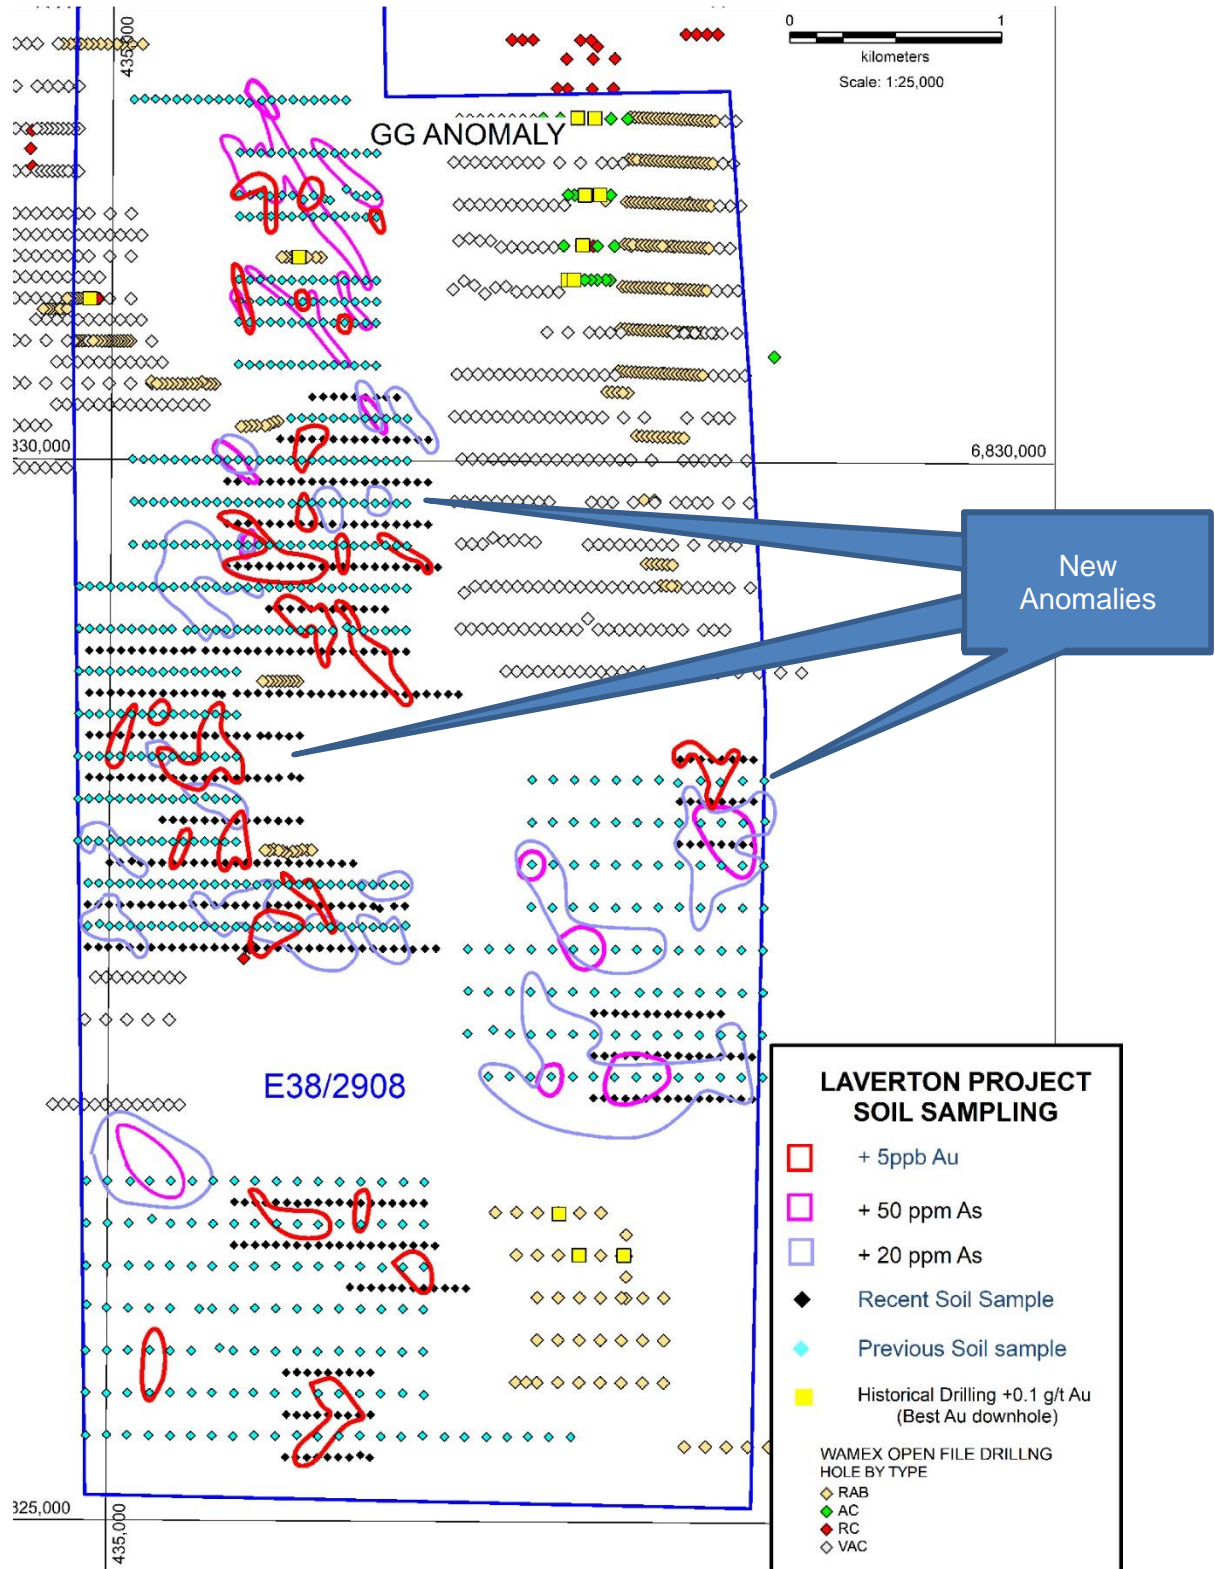 0 1
kilometers
Scale: 1:25,000
435,000
GG ANOMALY
830,000
6,830,000
New
Anomalies
E38/2908
LAVERTON PROJECT
SOIL SAMPLING
+ 5ppb Au
+ 50 ppm As
+ 20 ppm As
Recent Soil Sample
Previous Soil sample
Historical Drilling +0.1 g/t Au
(Best Au downhole)
WAMEX OPEN FILE DRILLNG
HOLE BY TYPE
RAB
AC
RC
VAC
325,000
435,000